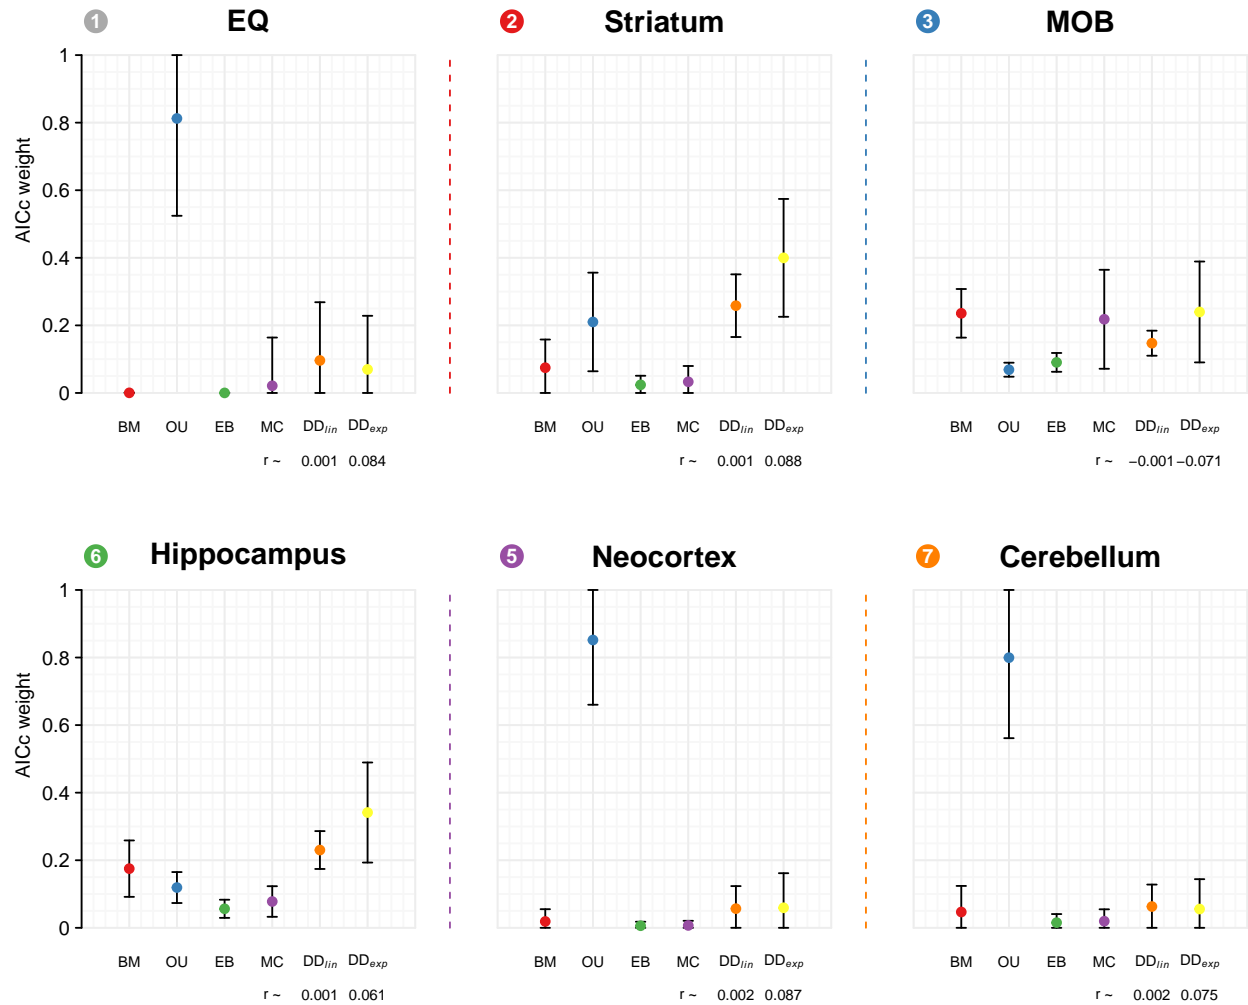 1 EQ
2 Striatum
3 MOB
AICc weight
1
0.8
0.6
0.4
0.2
0
BM OU EB MC DDlin DDexp
r ~ 0.001 0.084
BM OU EB MC DDlin DDexp
r ~ 0.001 0.088
BM OU EB MC DDlin DDexp
r ~ −0.001 −0.071
6 Hippocampus
5 Neocortex
7 Cerebellum
AICc weight
1
0.8
0.6
0.4
0.2
0
BM OU EB MC DDlin DDexp
r ~ 0.001 0.061
BM OU EB MC DDlin DDexp
r ~ 0.002 0.087
BM OU EB MC DDlin DDexp
r ~ 0.002 0.075